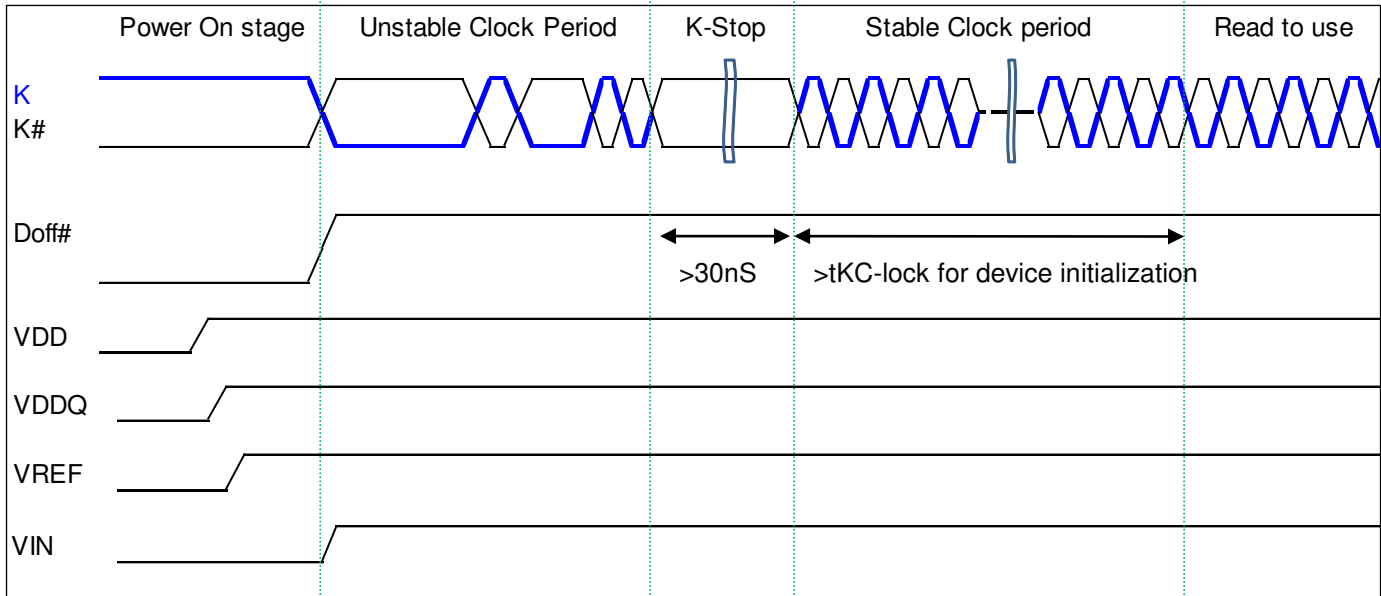 Power On stage
Unstable Clock Period
K-Stop
Stable Clock period
Read to use
K
K#
Doff#
>30nS
>tKC-lock for device initialization
VDD
VDDQ
VREF
VIN